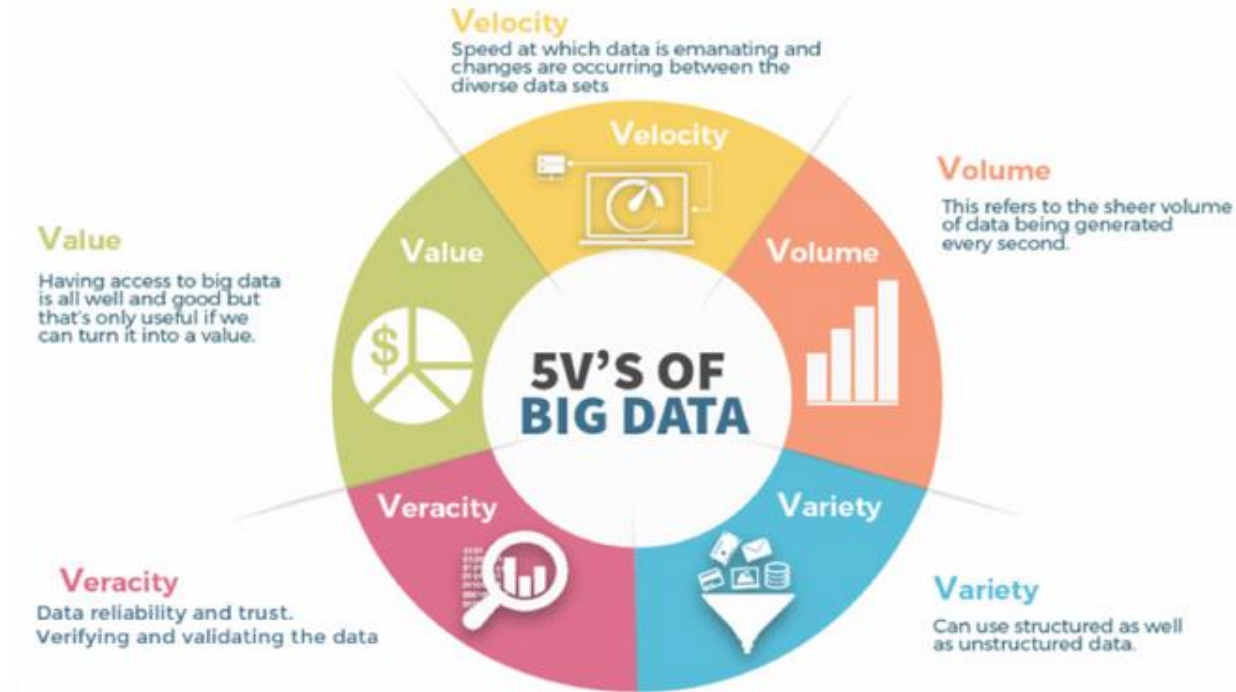 Velocity
Speed at which data is emanating and
changes are occurring between the
diverse data sets
Velocity
Volume
This refers to the sheer volume
of data being generated
every second.
Volume
Value
Having access to big data
is all well and good but
that's only useful if we
can turn it into a value.
Value
$
5V'S OF
BIG DATA
Veracity
Variety
Veracity
Data reliability and trust.
Verifying and validating the data
Variety
Can use structured as well
as unstructured data.